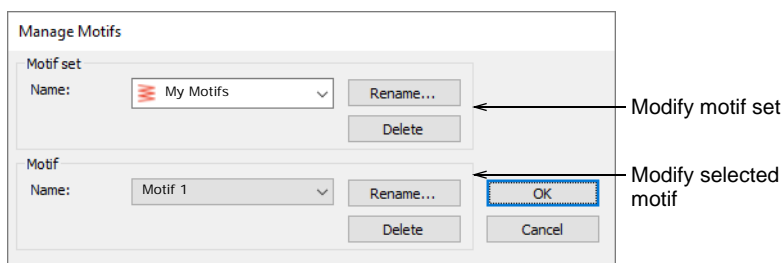 Manage Motifs
Motif set
Name:
My Motifs
Rename...
Delete
Modify motif set
Motif
Name:
Motif 1
Rename...
OK
Delete
Cancel
Modify selected
motif